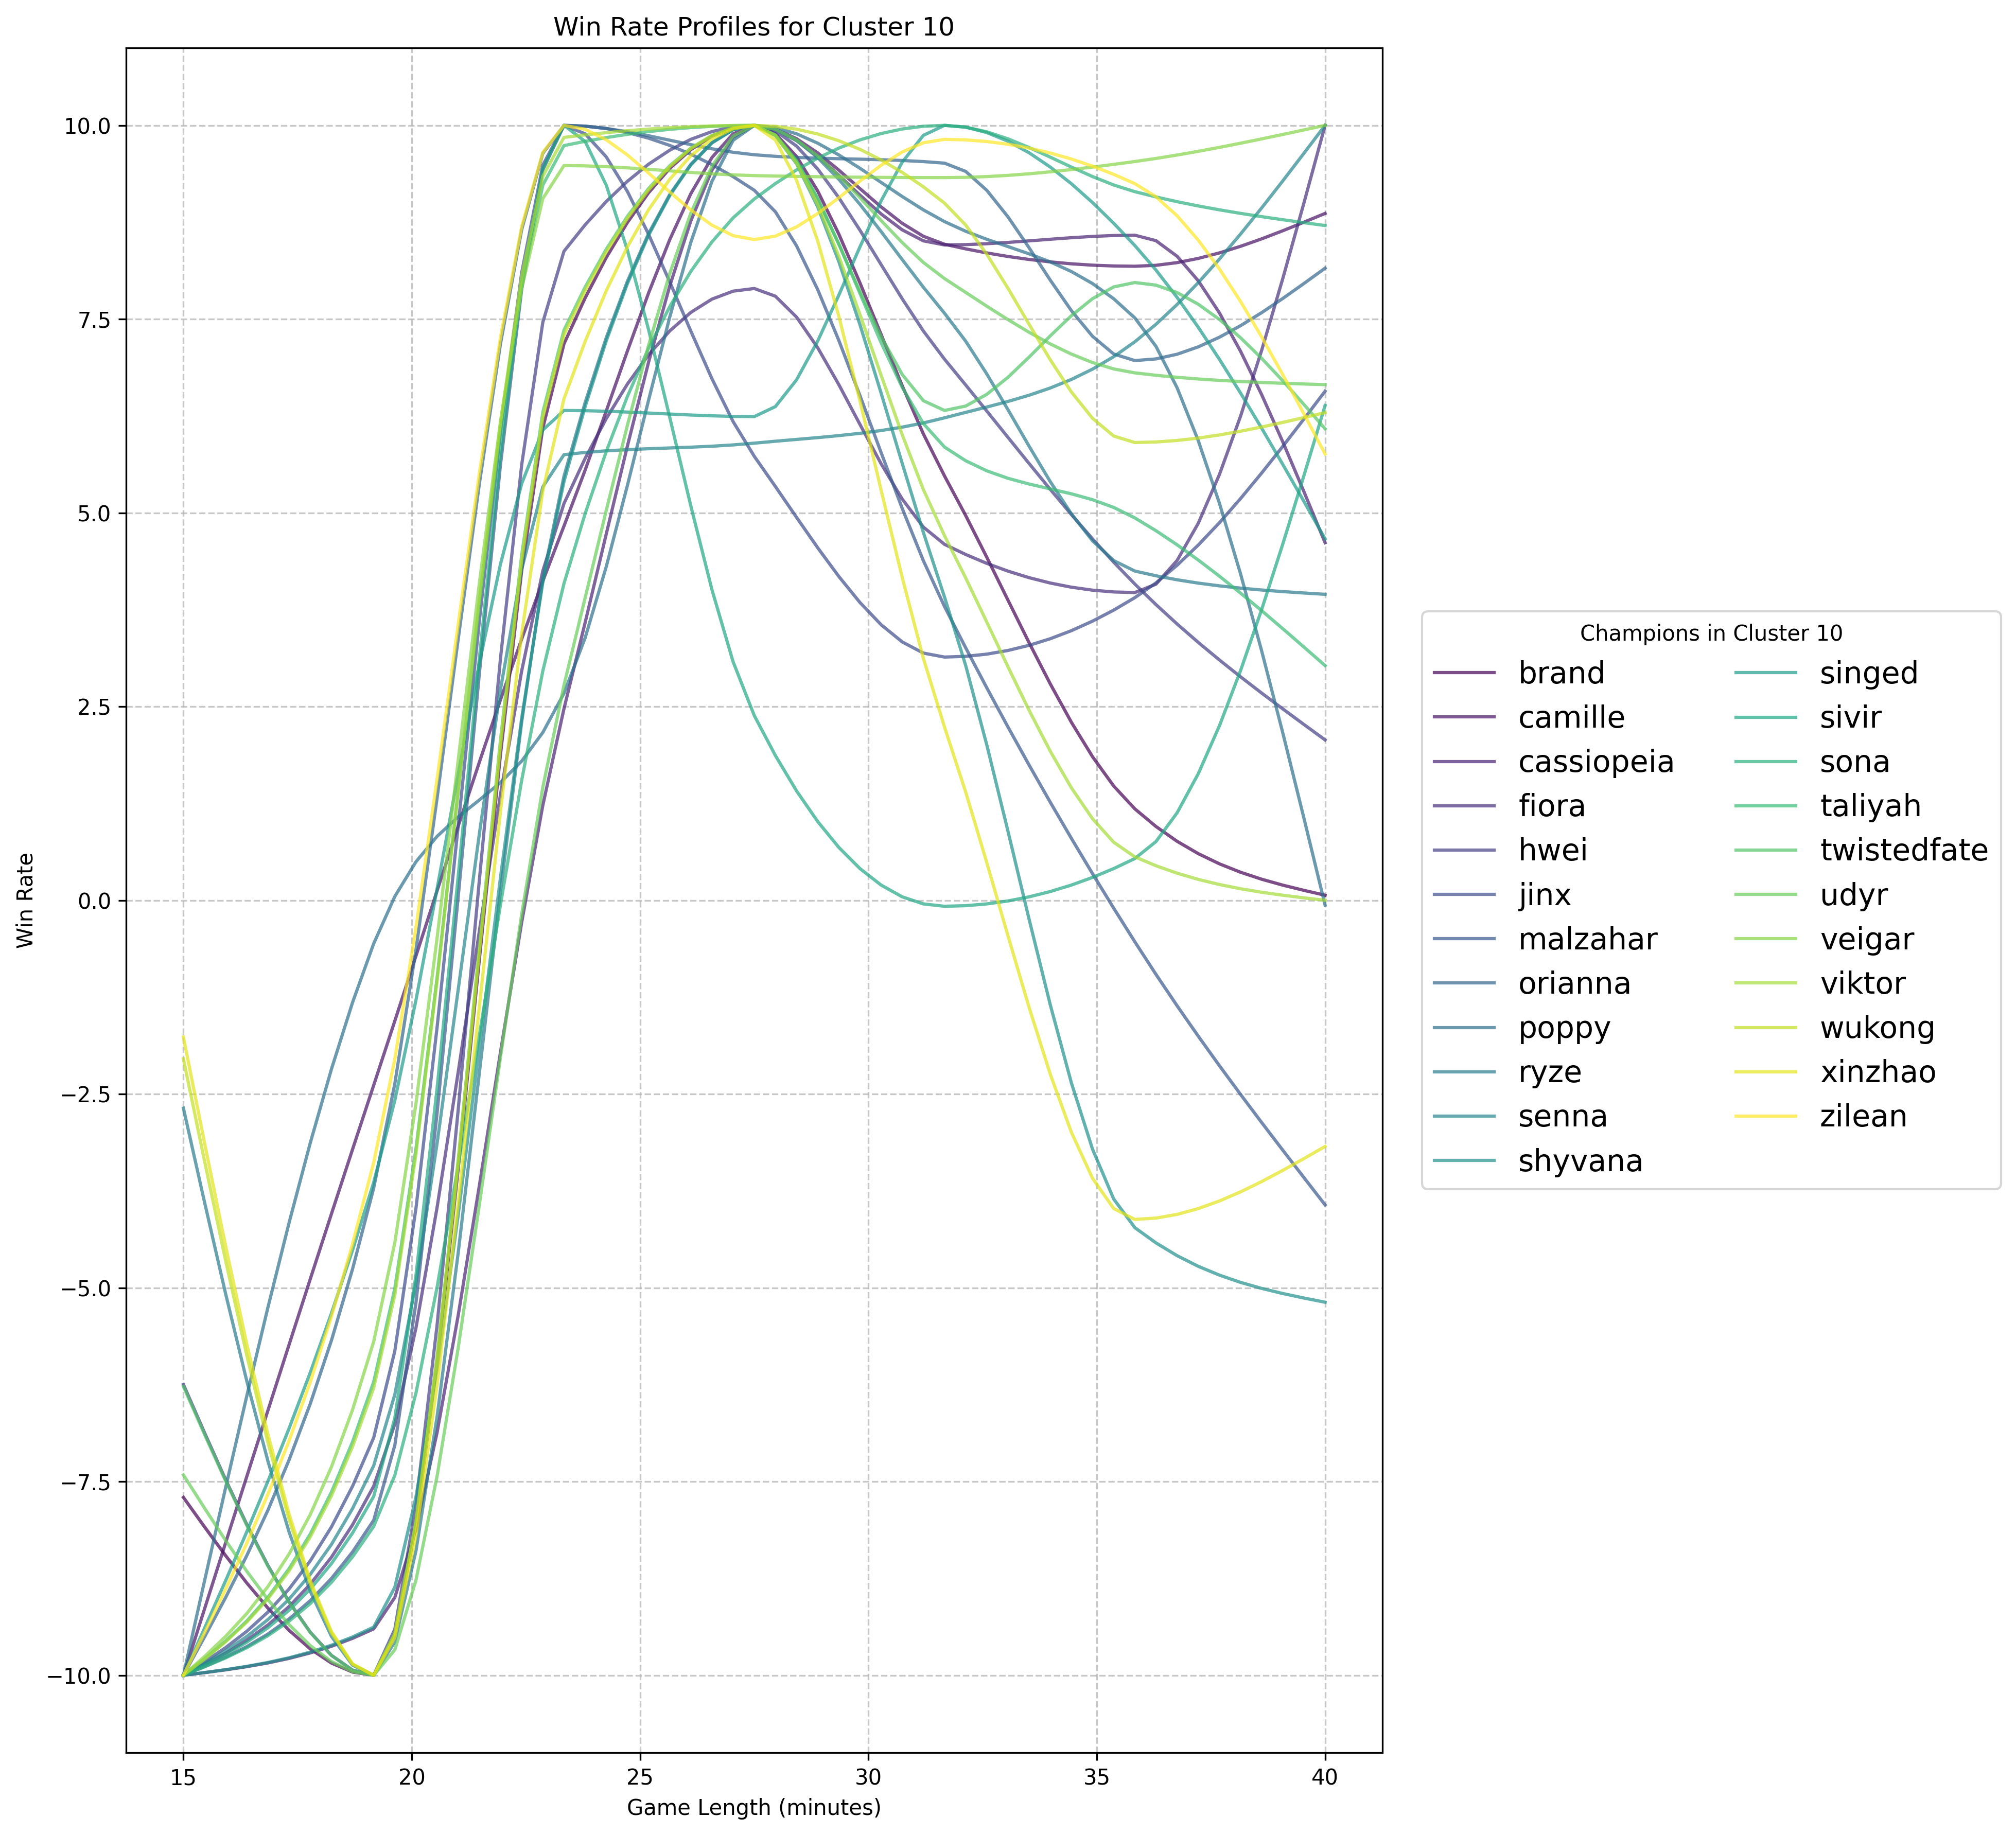 Win Rate Profiles for Cluster 10
10.0
7.5
5.0
2.5
0.0
−2.5
−5.0
−7.5
−10.0
Win Rate
15 20 25 30 35 40
Game Length (minutes)
Champions in Cluster 10
brand
camille
cassiopeia
fiora
hwei
jinx
malzahar
orianna
poppy
ryze
senna
shyvana
singed
sivir
sona
taliyah
twistedfate
udyr
veigar
viktor
wukong
xinzhao
zilean